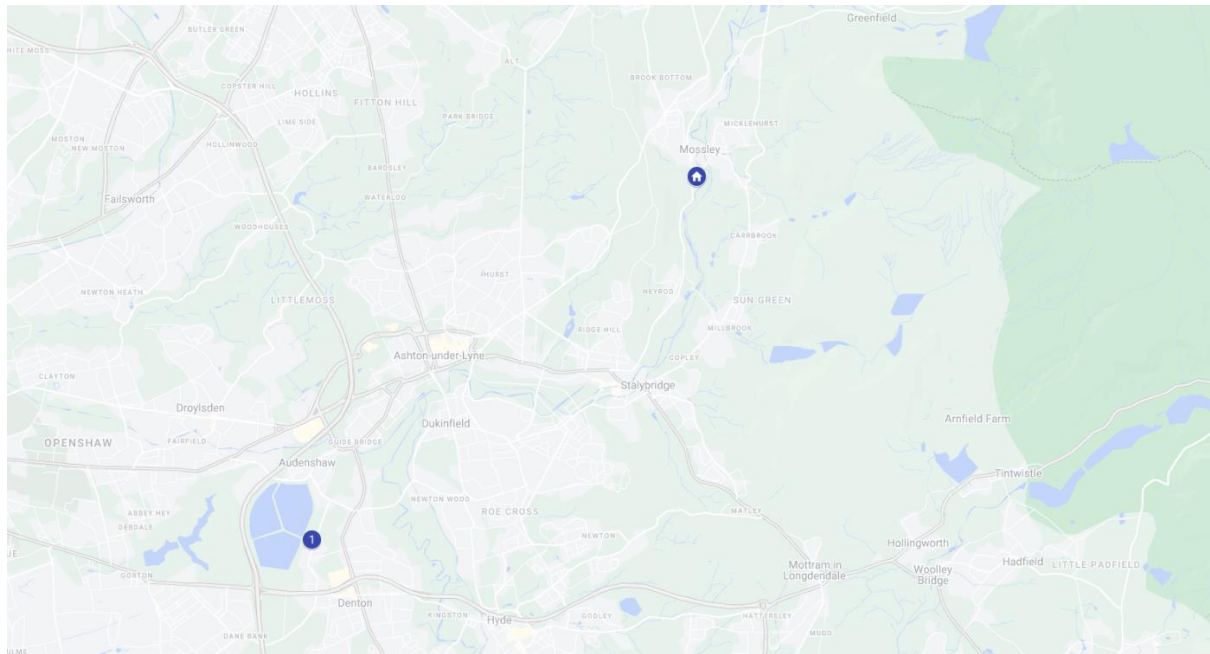 Greenfield
BUTLER GREEN
WHITE MOSS
ALT
BROOK BOTTOM
COPSTER HILL
HOLLINS
FITTON HILL
PARK BRIDGE
LIME SIDE
MICKLEHURST
MOSTON
NEW MOSTON
HOLLINWOOD
Mossley
BARDSLEY
Failsworth
WATERLOO
WOODHOUSES
CARRBROOK
HURST
NEWTON HEATH
LITTLEMOSS
HEYROD
SUN GREEN
RIDGE HILL
MILLBROOK
Ashton-under-Lyne
COPLEY
CLAYTON
Stalybridge
Droylsden
Dukinfield
Arnfield Farm
OPENSHAW
FAIRFIELD
GUIDE BRIDGE
Audenshaw
Tintwistle
NEWTON WOOD
ABBEY HEY
ROE CROSS
MATLEY
DEBDALE
1
NEWTON
Hollingworth
Mottram in
Longdendale
Woolley
Bridge
Hadfield
LITTLE PADFIELD
GORTON
Denton
KINGSTON
Hyde
GODLEY
HATTERSLEY
DANE BANK
MUDD